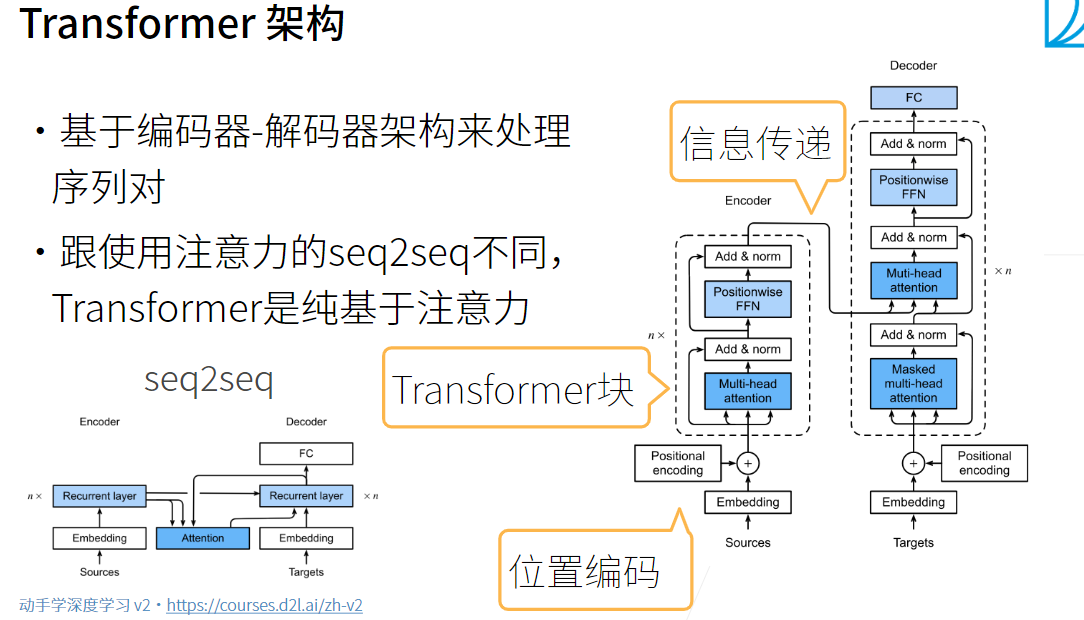 Transformer 架构
• 基于编码器-解码器架构来处理
序列对
• 跟使用注意力的seq2seq不同，
Transformer是纯基于注意力
seq2seq
Encoder
Decoder
FC
n×
Recurrent layer
Recurrent layer
×n
Embedding
Attention
Embedding
Sources
Targets
信息传递
Transformer块
位置编码
Encoder
Add & norm
Positionwise
FFN
n×
Add & norm
Multi-head
attention
Positional
encoding
+
Embedding
Sources
Decoder
FC
Add & norm
Positionwise
FFN
Add & norm
Muti-head
attention
×n
Add & norm
Masked
multi-head
attention
+
Positional
encoding
Embedding
Targets
动手学深度学习 v2 • https://courses.d2l.ai/zh-v2